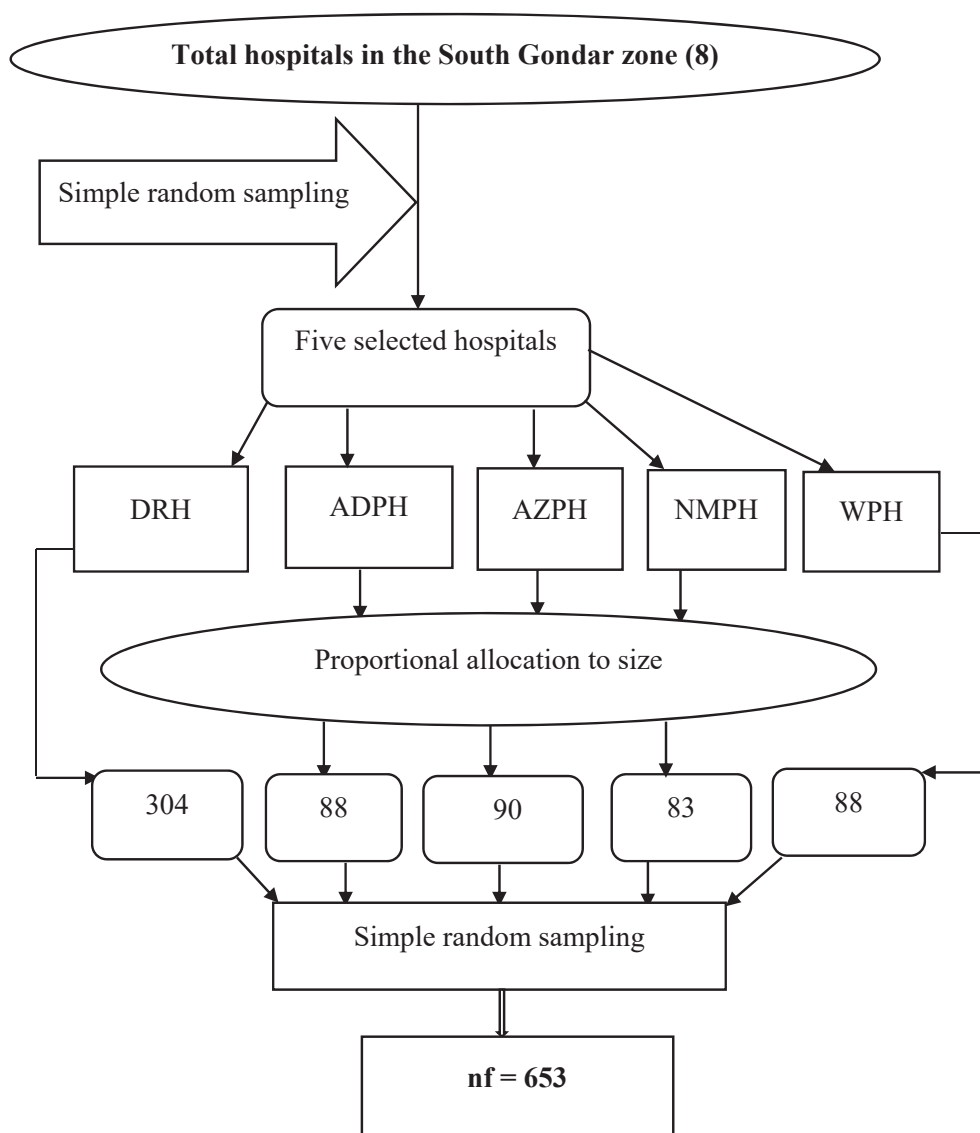 Total hospitals in the South Gondar zone (8)
Simple random sampling
Five selected hospitals
DRH
ADPH
AZPH
NMPH
WPH
Proportional allocation to size
304
88
90
83
88
Simple random sampling
nf = 653